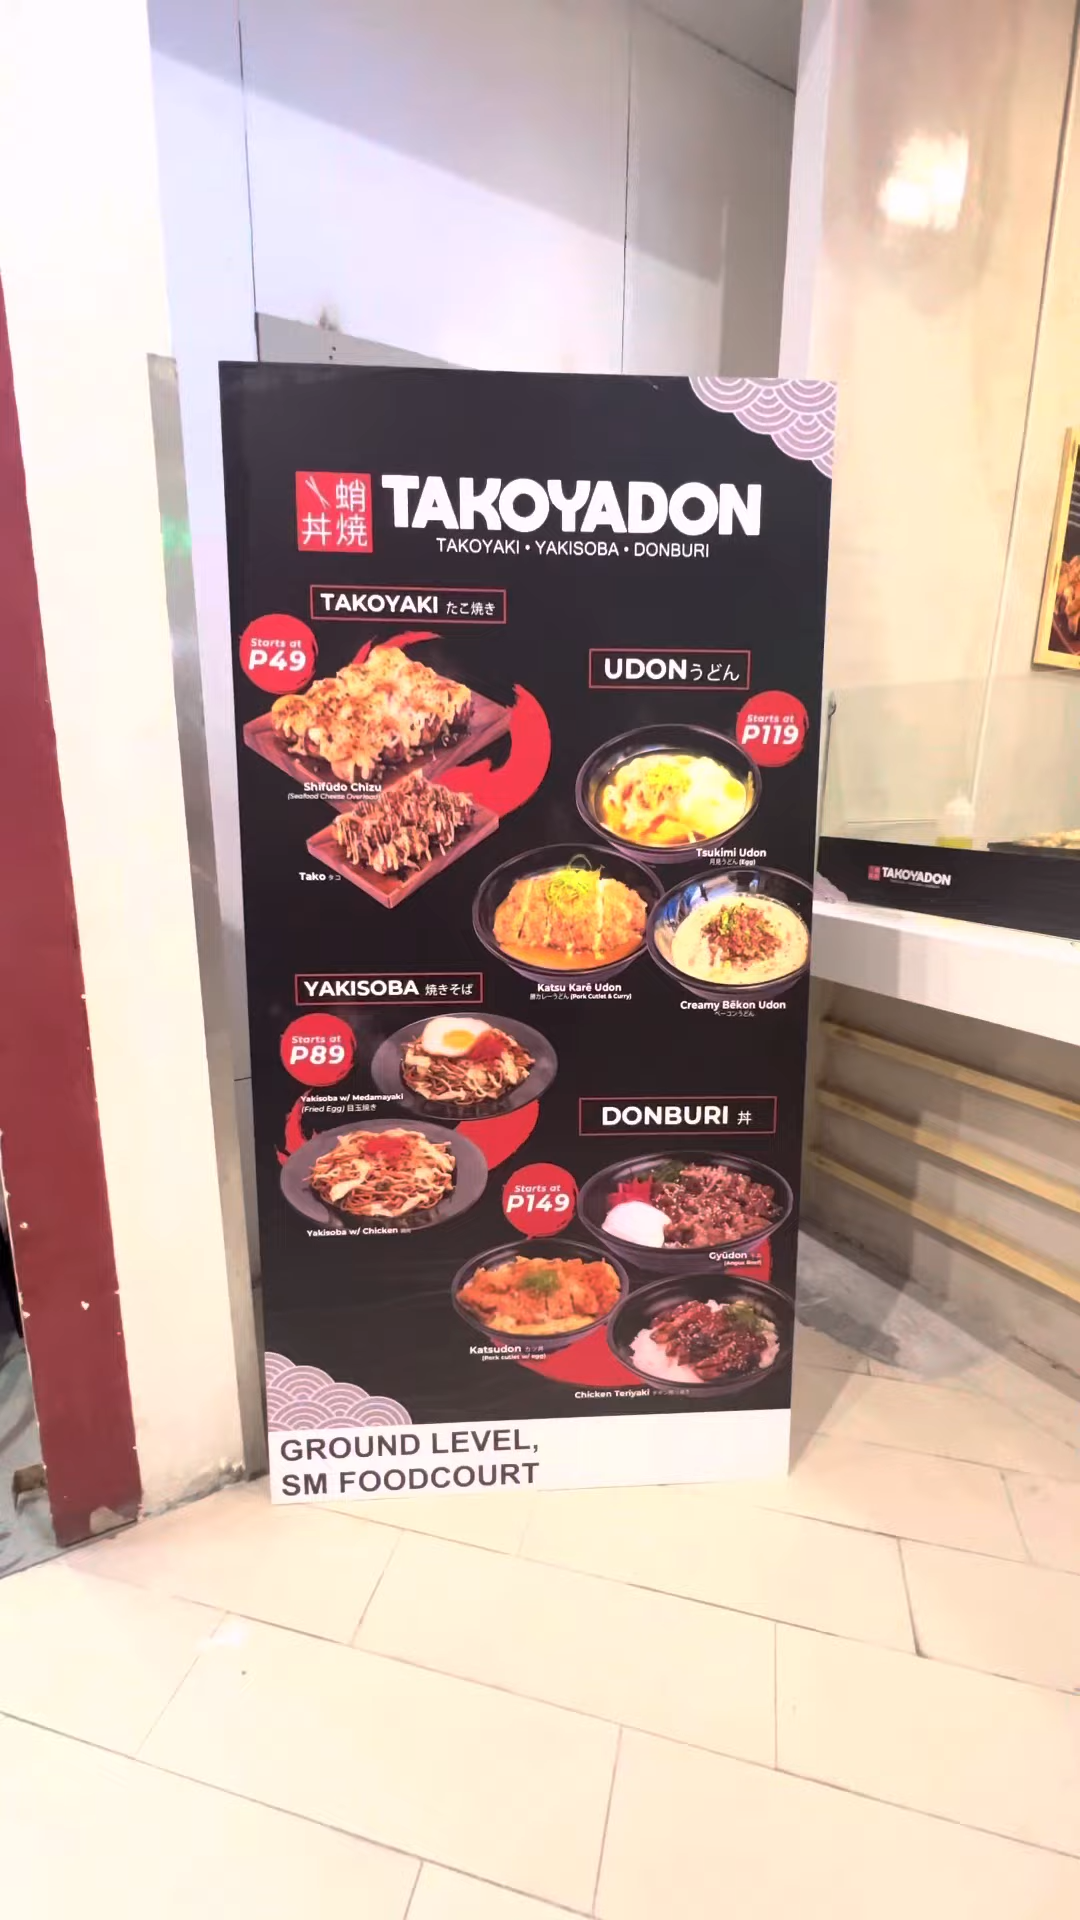 蛸
丼焼
TAKOYADON
TAKOYAKI • YAKISOBA • DONBURI
TAKOYAKI たこ焼き
Starts at
P49
Shifūdo Chizu
(Seafood Cheese Overload)
Tako タコ
UDONうどん
Starts at
P119
Tsukimi Udon
月見うどん (Egg)
Katsu Karē Udon
勝カレーうどん (Pork Cutlet & Curry)
Creamy Bēkon Udon
ベーコンうどん
YAKISOBA 焼きそば
Starts at
P89
Yakisoba w/ Medamayaki
(Fried Egg) 目玉焼き
Yakisoba w/ Chicken
DONBURI 丼
Starts at
P149
Gyūdon
(Angus Beef)
Katsudon カツ丼
(Pork cutlet w/ egg)
Chicken Teriyaki
GROUND LEVEL,
SM FOODCOURT
TAKOYADON